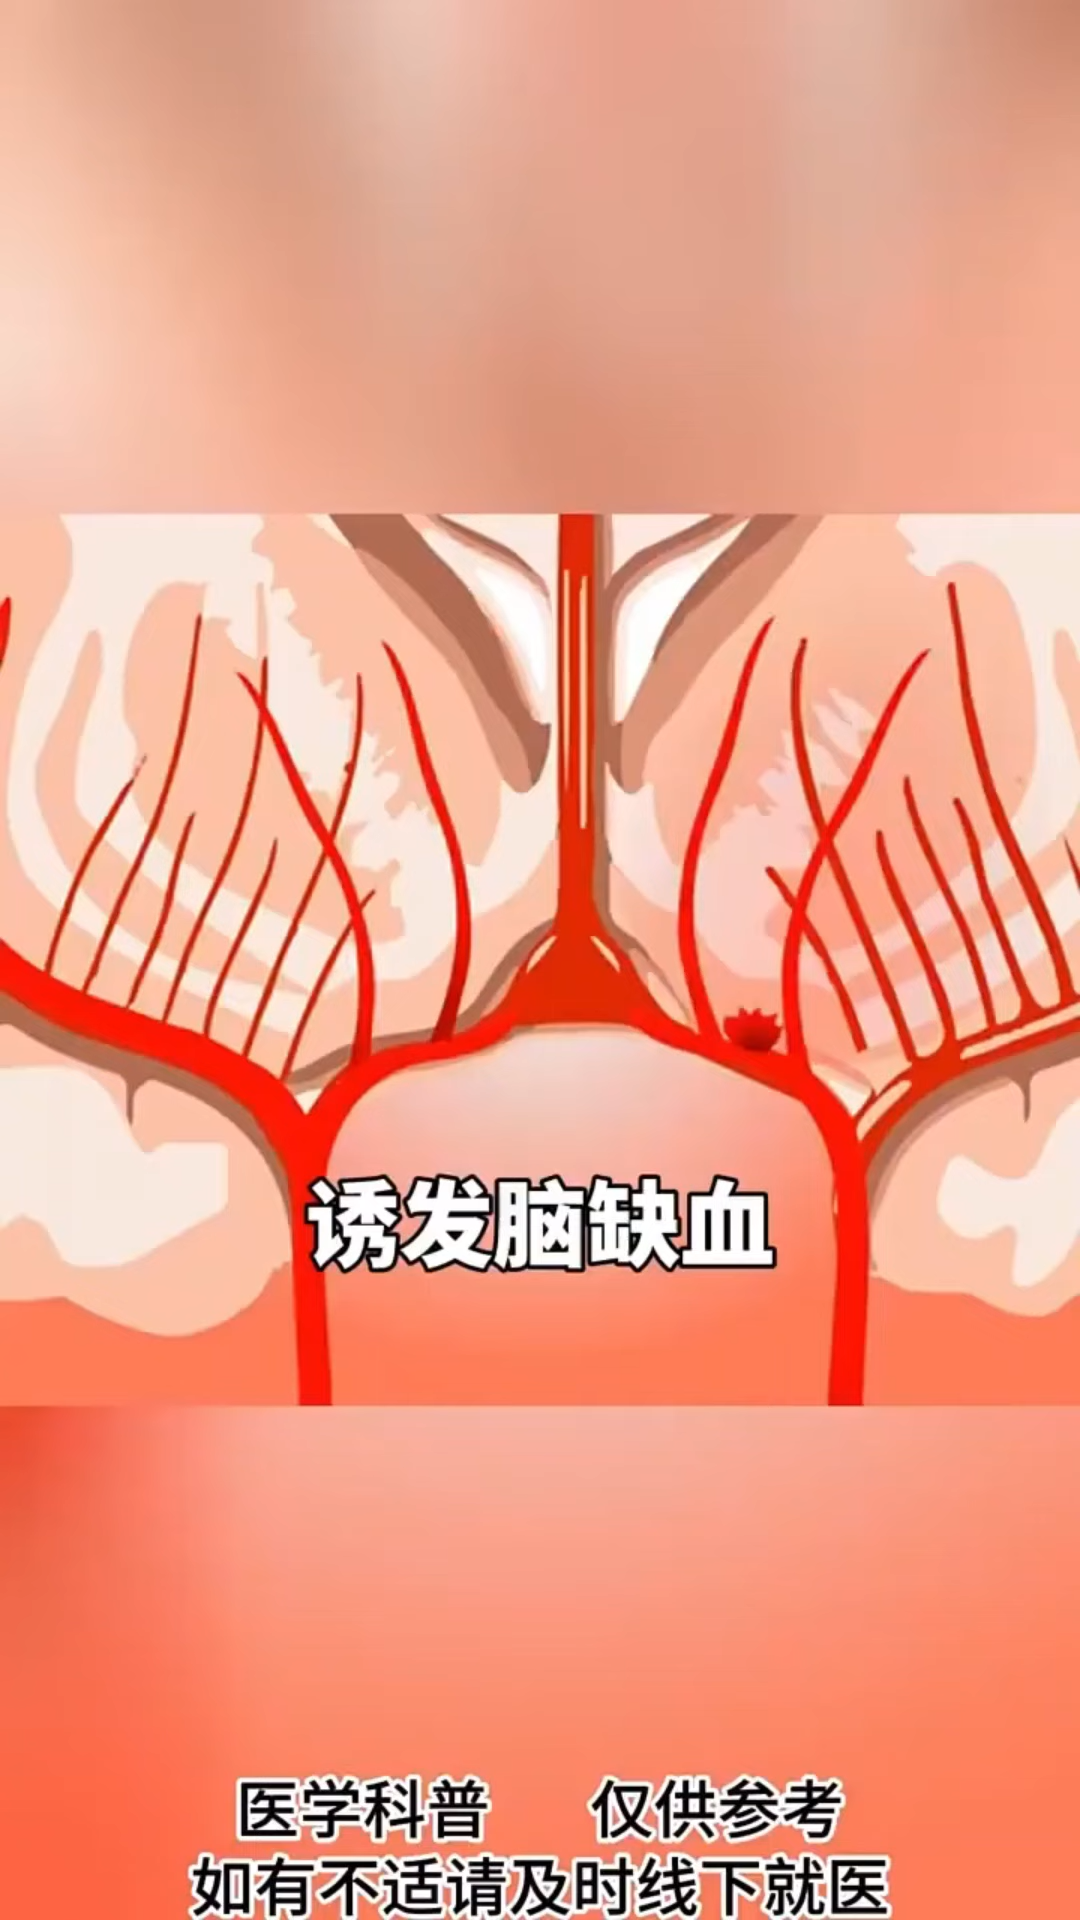 诱发脑缺血
医学科普 仅供参考
如有不适请及时线下就医